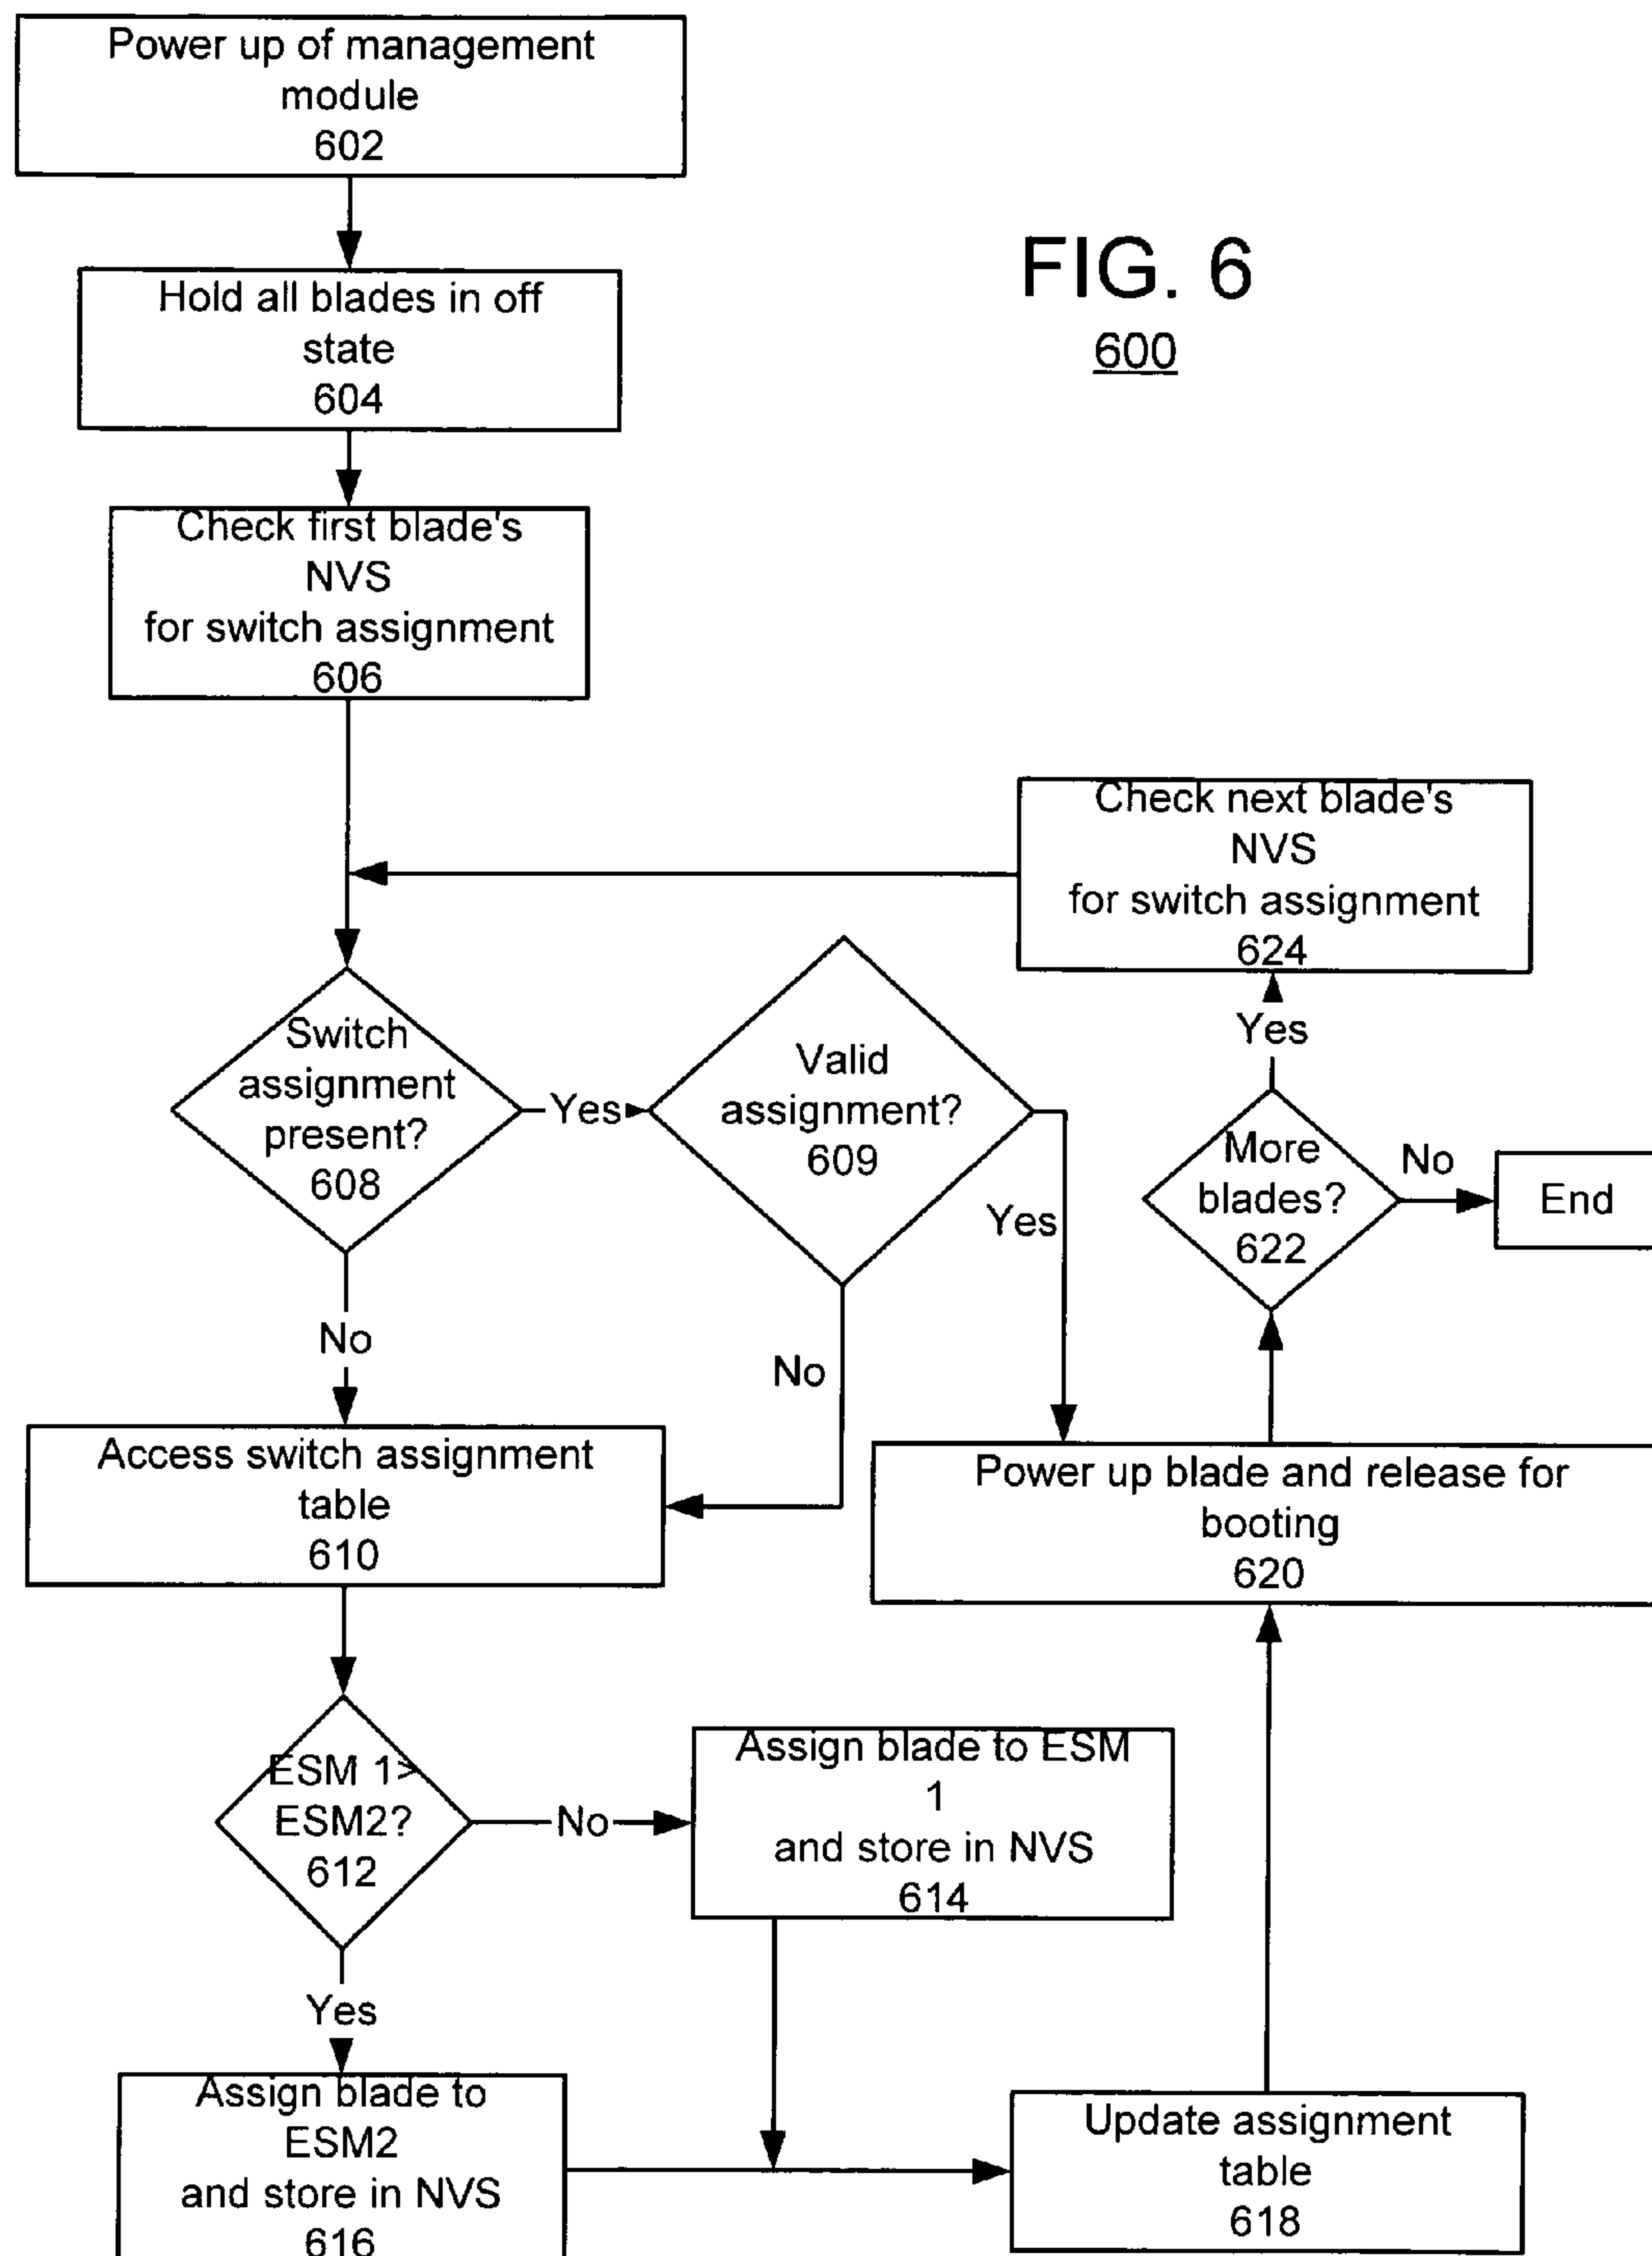 Power up of management
module
602
FIG. 6
600
Hold all blades in off
state
604
Check first blade's
NVS
for switch assignment
606
Check next blade's
NVS
for switch assignment
624
Yes
Switch
assignment
present?
608
Yes
Valid
assignment?
609
More
blades?
622
No
End
Yes
No
No
Access switch assignment
table
610
Power up blade and release for
booting
620
ESM 1>
ESM2?
612
No
Assign blade to ESM
1
and store in NVS
614
Yes
Assign blade to
ESM2
and store in NVS
616
Update assignment
table
618